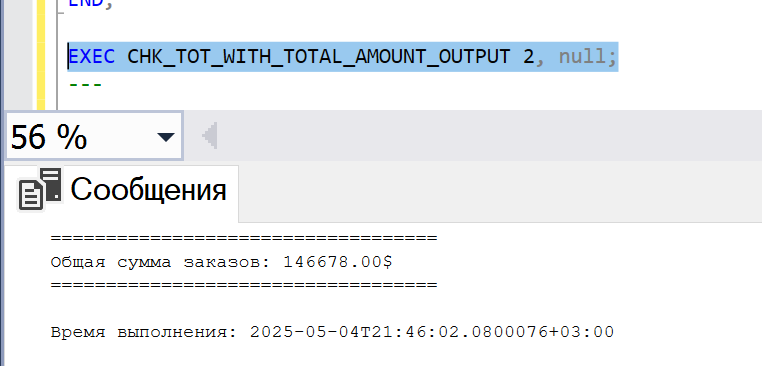 END;
EXEC CHK_TOT_WITH_TOTAL_AMOUNT_OUTPUT 2, null;
---
56 %
Сообщения
===================================
Общая сумма заказов: 146678.00$
===================================
Время выполнения: 2025-05-04T21:46:02.0800076+03:00